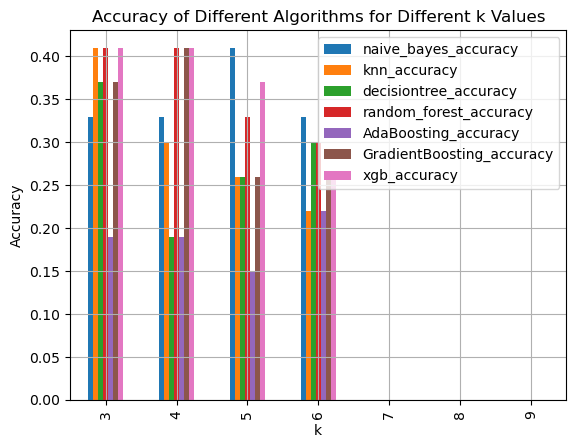 Accuracy of Different Algorithms for Different k Values
naive_bayes_accuracy
knn_accuracy
decisiontree_accuracy
random_forest_accuracy
AdaBoosting_accuracy
GradientBoosting_accuracy
xgb_accuracy
Accuracy
0.40
0.35
0.30
0.25
0.20
0.15
0.10
0.05
0.00
3 4 5 6 7 8 9
k